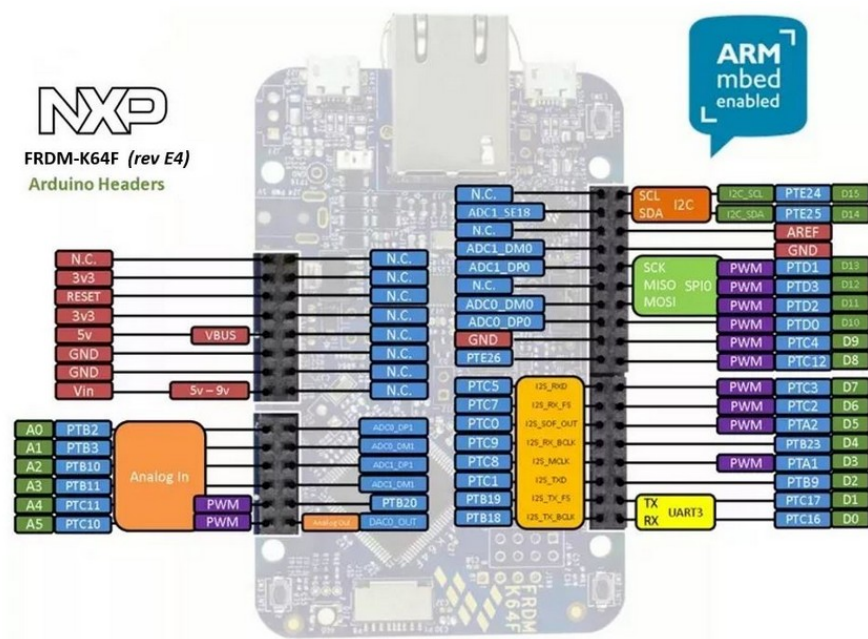 ARM
mbed
enabled
NXP
FRDM-K64F (rev E4)
Arduino Headers
N.C. SCL I2C I2C_SCL PTE24 D15
ADC1_SE18 SDA I2C_SDA PTE25 D14
N.C. AREF
ADC1_DM0 GND
ADC1_DP0 SCK SPI0 PWM PTD1 D13
N.C. MISO PWM PTD3 D12
ADC0_DM0 MOSI PWM PTD2 D11
ADC0_DP0 PWM PTD0 D10
GND PWM PTC4 D9
PTE26 PWM PTC12 D8
N.C. N.C.
3v3 N.C.
RESET N.C.
3v3 N.C.
5v VBUS N.C.
GND N.C.
GND N.C.
Vin 5v – 9v N.C.
PTC5 I2S_RXD PWM PTC3 D7
PTC7 I2S_RX_FS PWM PTC2 D6
PTC0 I2S_SOF_OUT PWM PTA2 D5
PTC9 I2S_RX_BCLK PTB23 D4
PTC8 I2S_MCLK PWM PTA1 D3
PTC1 I2S_TXD PTB9 D2
PTB19 I2S_TX_FS TX UART3 PTC17 D1
PTB18 I2S_TX_BCLK RX PTC16 D0
A0 PTB2 Analog In ADC0_DP1
A1 PTB3 ADC0_DM1
A2 PTB10 ADC1_DP1
A3 PTB11 ADC1_DM1
A4 PTC11 PWM PTB20
A5 PTC10 PWM Analog Out DAC0_OUT
K64F
FRDM
K64F